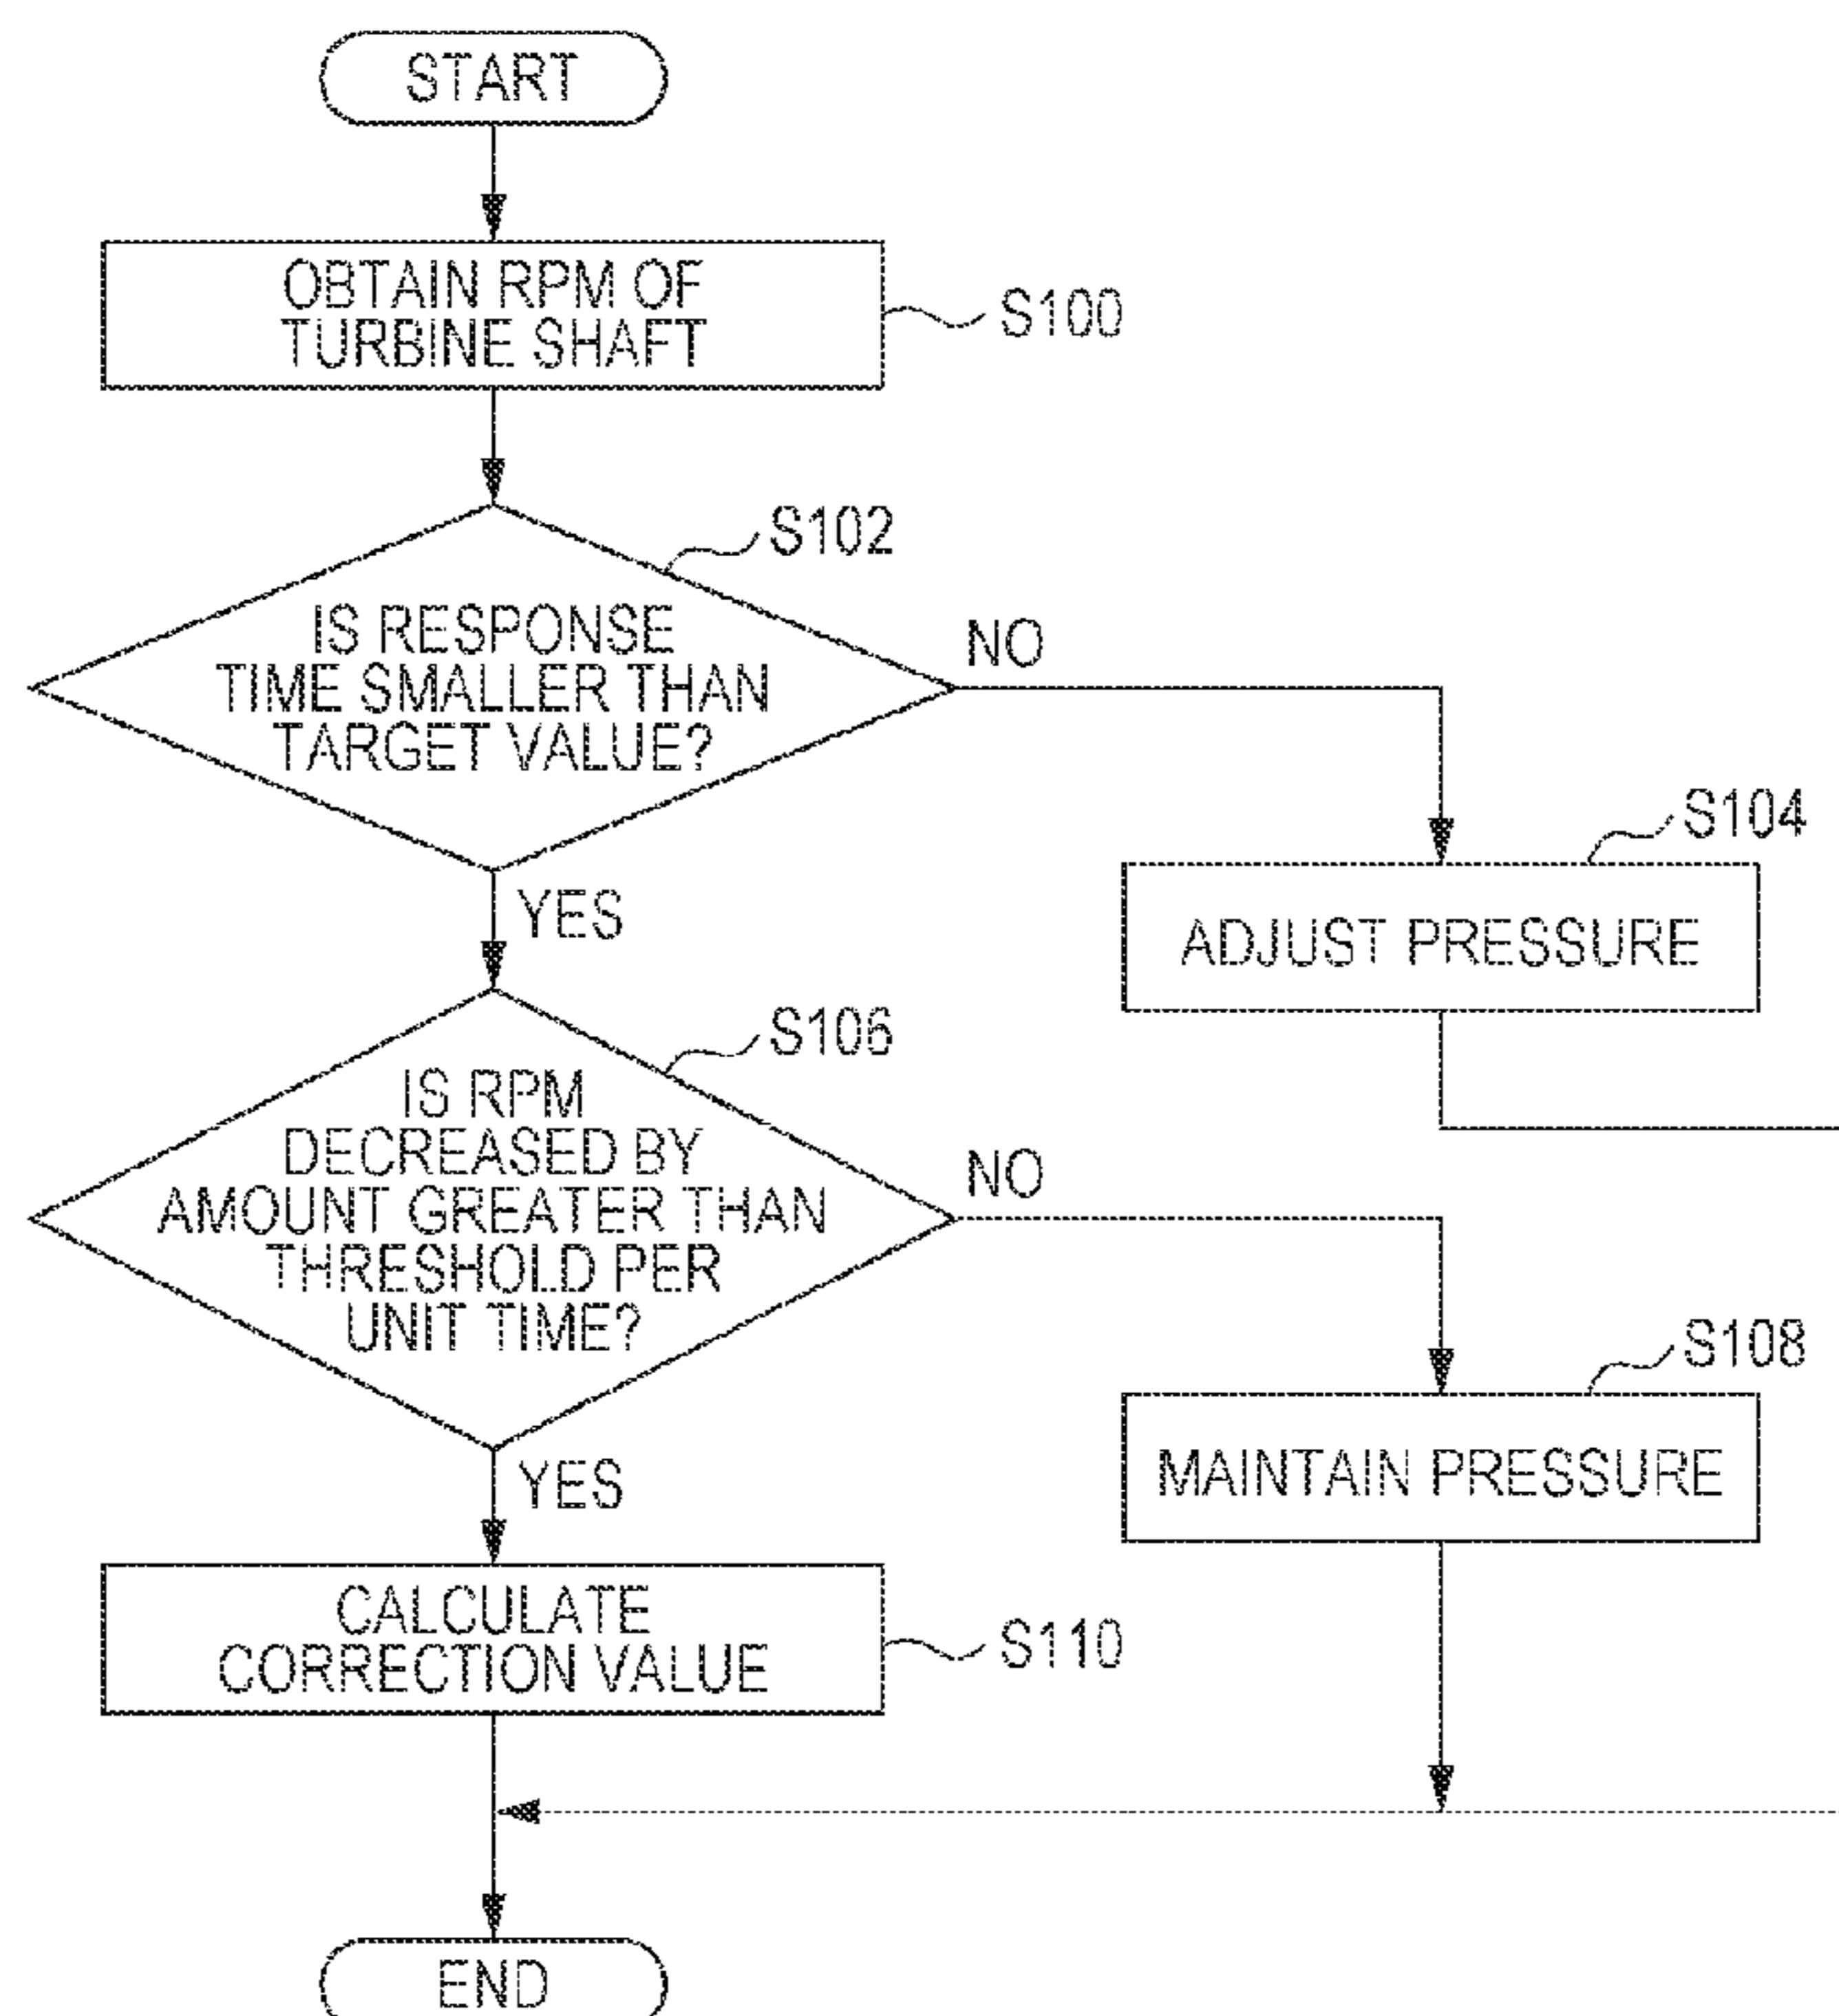 START
OBTAIN RPM OF
TURBINE SHAFT
S100
S102
IS RESPONSE
TIME SMALLER THAN
TARGET VALUE?
NO
S104
ADJUST PRESSURE
YES
S106
IS RPM
DECREASED BY
AMOUNT GREATER THAN
THRESHOLD PER
UNIT TIME?
NO
S108
MAINTAIN PRESSURE
YES
CALCULATE
CORRECTION VALUE
S110
END